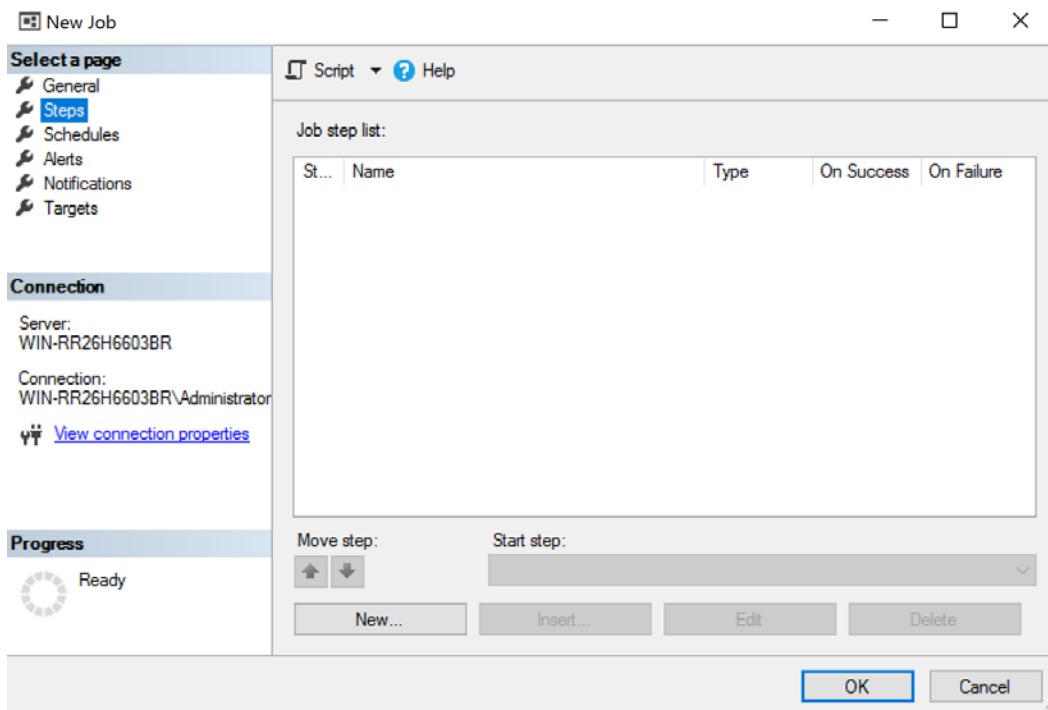 New Job
Select a page
General
Steps
Schedules
Alerts
Notifications
Targets
Connection
Server:
WIN-RR26H6603BR
Connection:
WIN-RR26H6603BR\Administrator
View connection properties
Progress
Ready
Script Help
Job step list:
St... Name Type On Success On Failure
Move step: Start step:
New... Insert... Edit Delete
OK Cancel